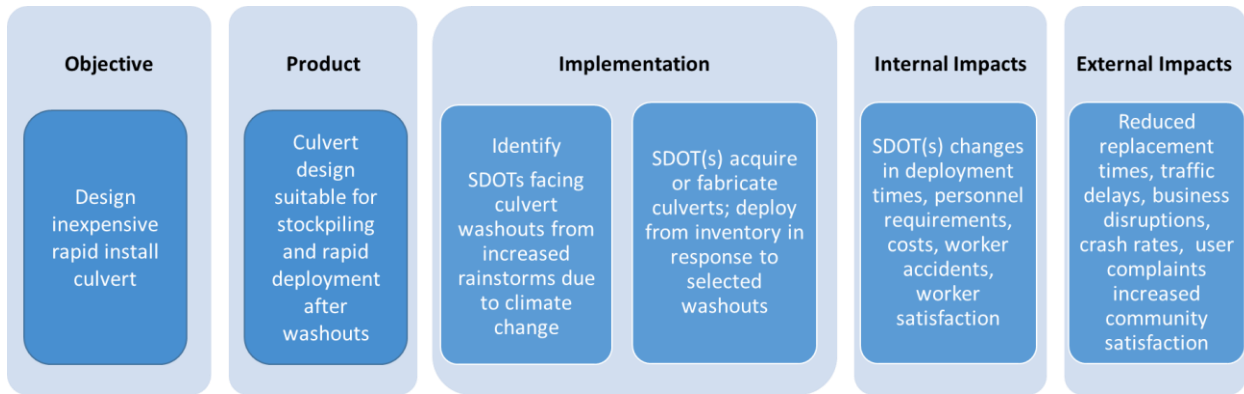 Objective
Design
inexpensive
rapid install
culvert
Product
Culvert
design
suitable for
stockpiling
and rapid
deployment
after
washouts
Implementation
Identify
SDOTs facing
culvert
washouts from
increased
rainstorms due
to climate
change
SDOT(s) acquire
or fabricate
culverts; deploy
from inventory in
response to
selected
washouts
Internal Impacts
SDOT(s) changes
in deployment
times, personnel
requirements,
costs, worker
accidents,
worker
satisfaction
External Impacts
Reduced
replacement
times, traffic
delays, business
disruptions,
crash rates, user
complaints
increased
community
satisfaction